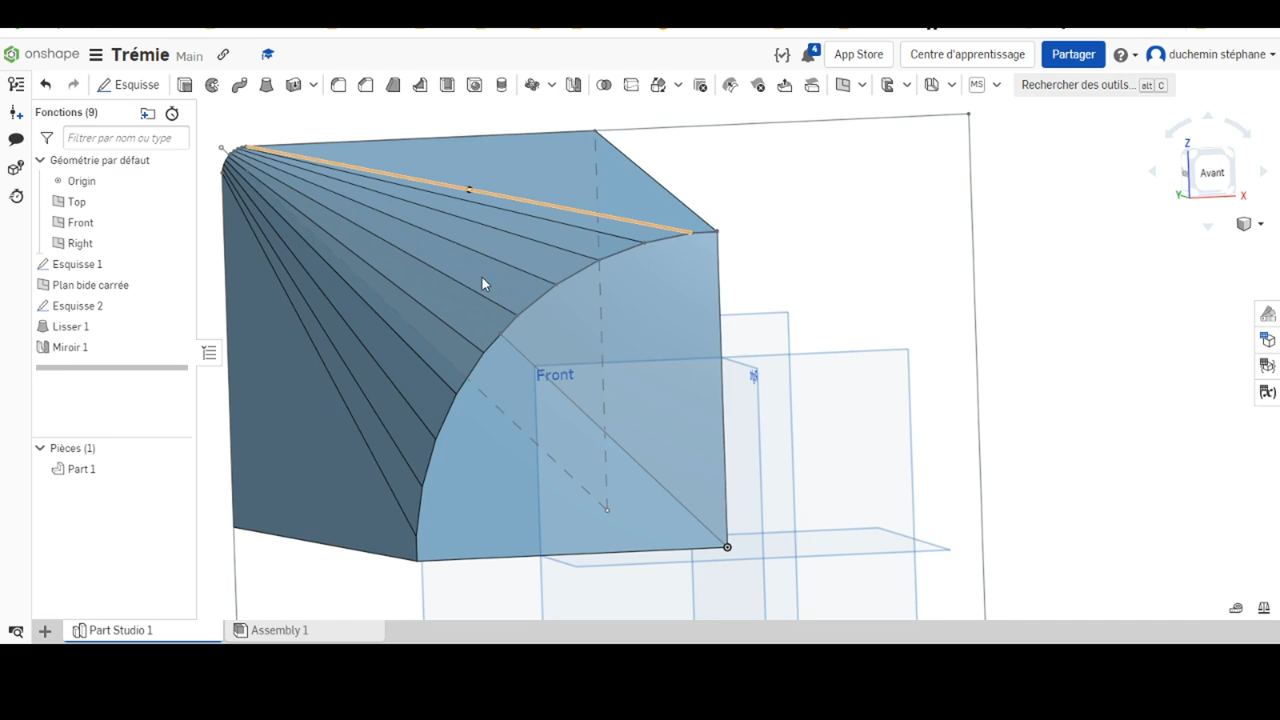 onshape Trémie Main 4 App Store Centre d'apprentissage Partager duchemin stéphane
Esquisse MS Rechercher des outils... alt C
Fonctions (9)
Filtrer par nom ou type
Géométrie par défaut
Origin
Top
Front
Right
Esquisse 1
Plan bide carrée
Esquisse 2
Lisser 1
Miroir 1
Pièces (1)
Part 1
Front
Z
Avant
Y X
Part Studio 1 Assembly 1